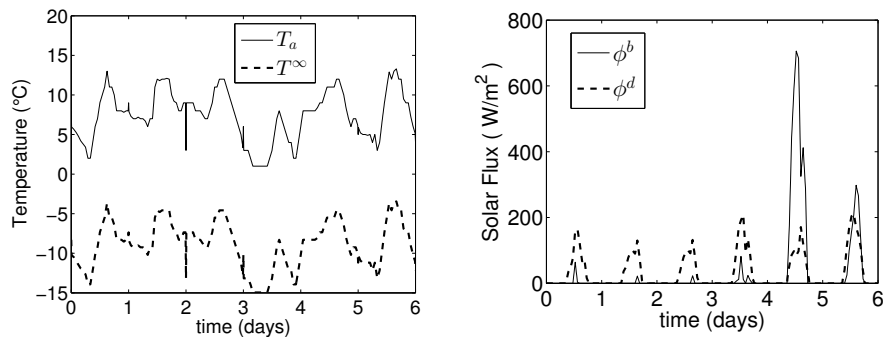 Temperature (°C)
20
15
10
5
0
−5
−10
−15
0 1 2 3 4 5 6
time (days)
T_a
T^∞
Solar Flux ( W/m²)
800
600
400
200
0
0 1 2 3 4 5 6
time (days)
ϕ^b
ϕ^d